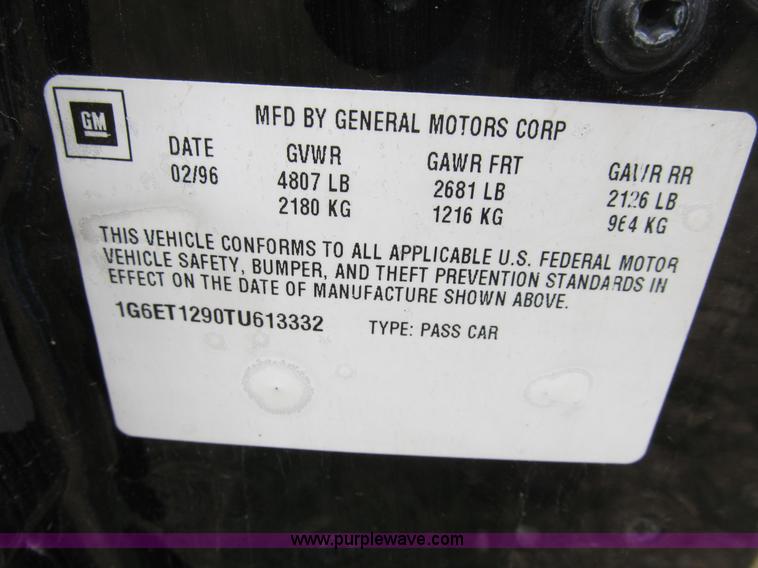 GM
MFD BY GENERAL MOTORS CORP
DATE GVWR GAWR FRT GAWR RR
02/96 4807 LB 2681 LB 2126 LB
2180 KG 1216 KG 964 KG
THIS VEHICLE CONFORMS TO ALL APPLICABLE U.S. FEDERAL MOTOR
VEHICLE SAFETY, BUMPER, AND THEFT PREVENTION STANDARDS IN
EFFECT ON THE DATE OF MANUFACTURE SHOWN ABOVE.
1G6ET1290TU613332 TYPE: PASS CAR
www.purplewave.com